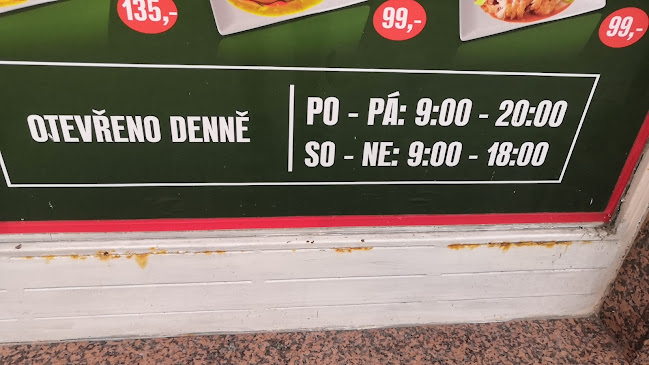 135,-
99,-
99,-
OTEVŘENO DENNĚ
PO - PÁ: 9:00 - 20:00
SO - NE: 9:00 - 18:00